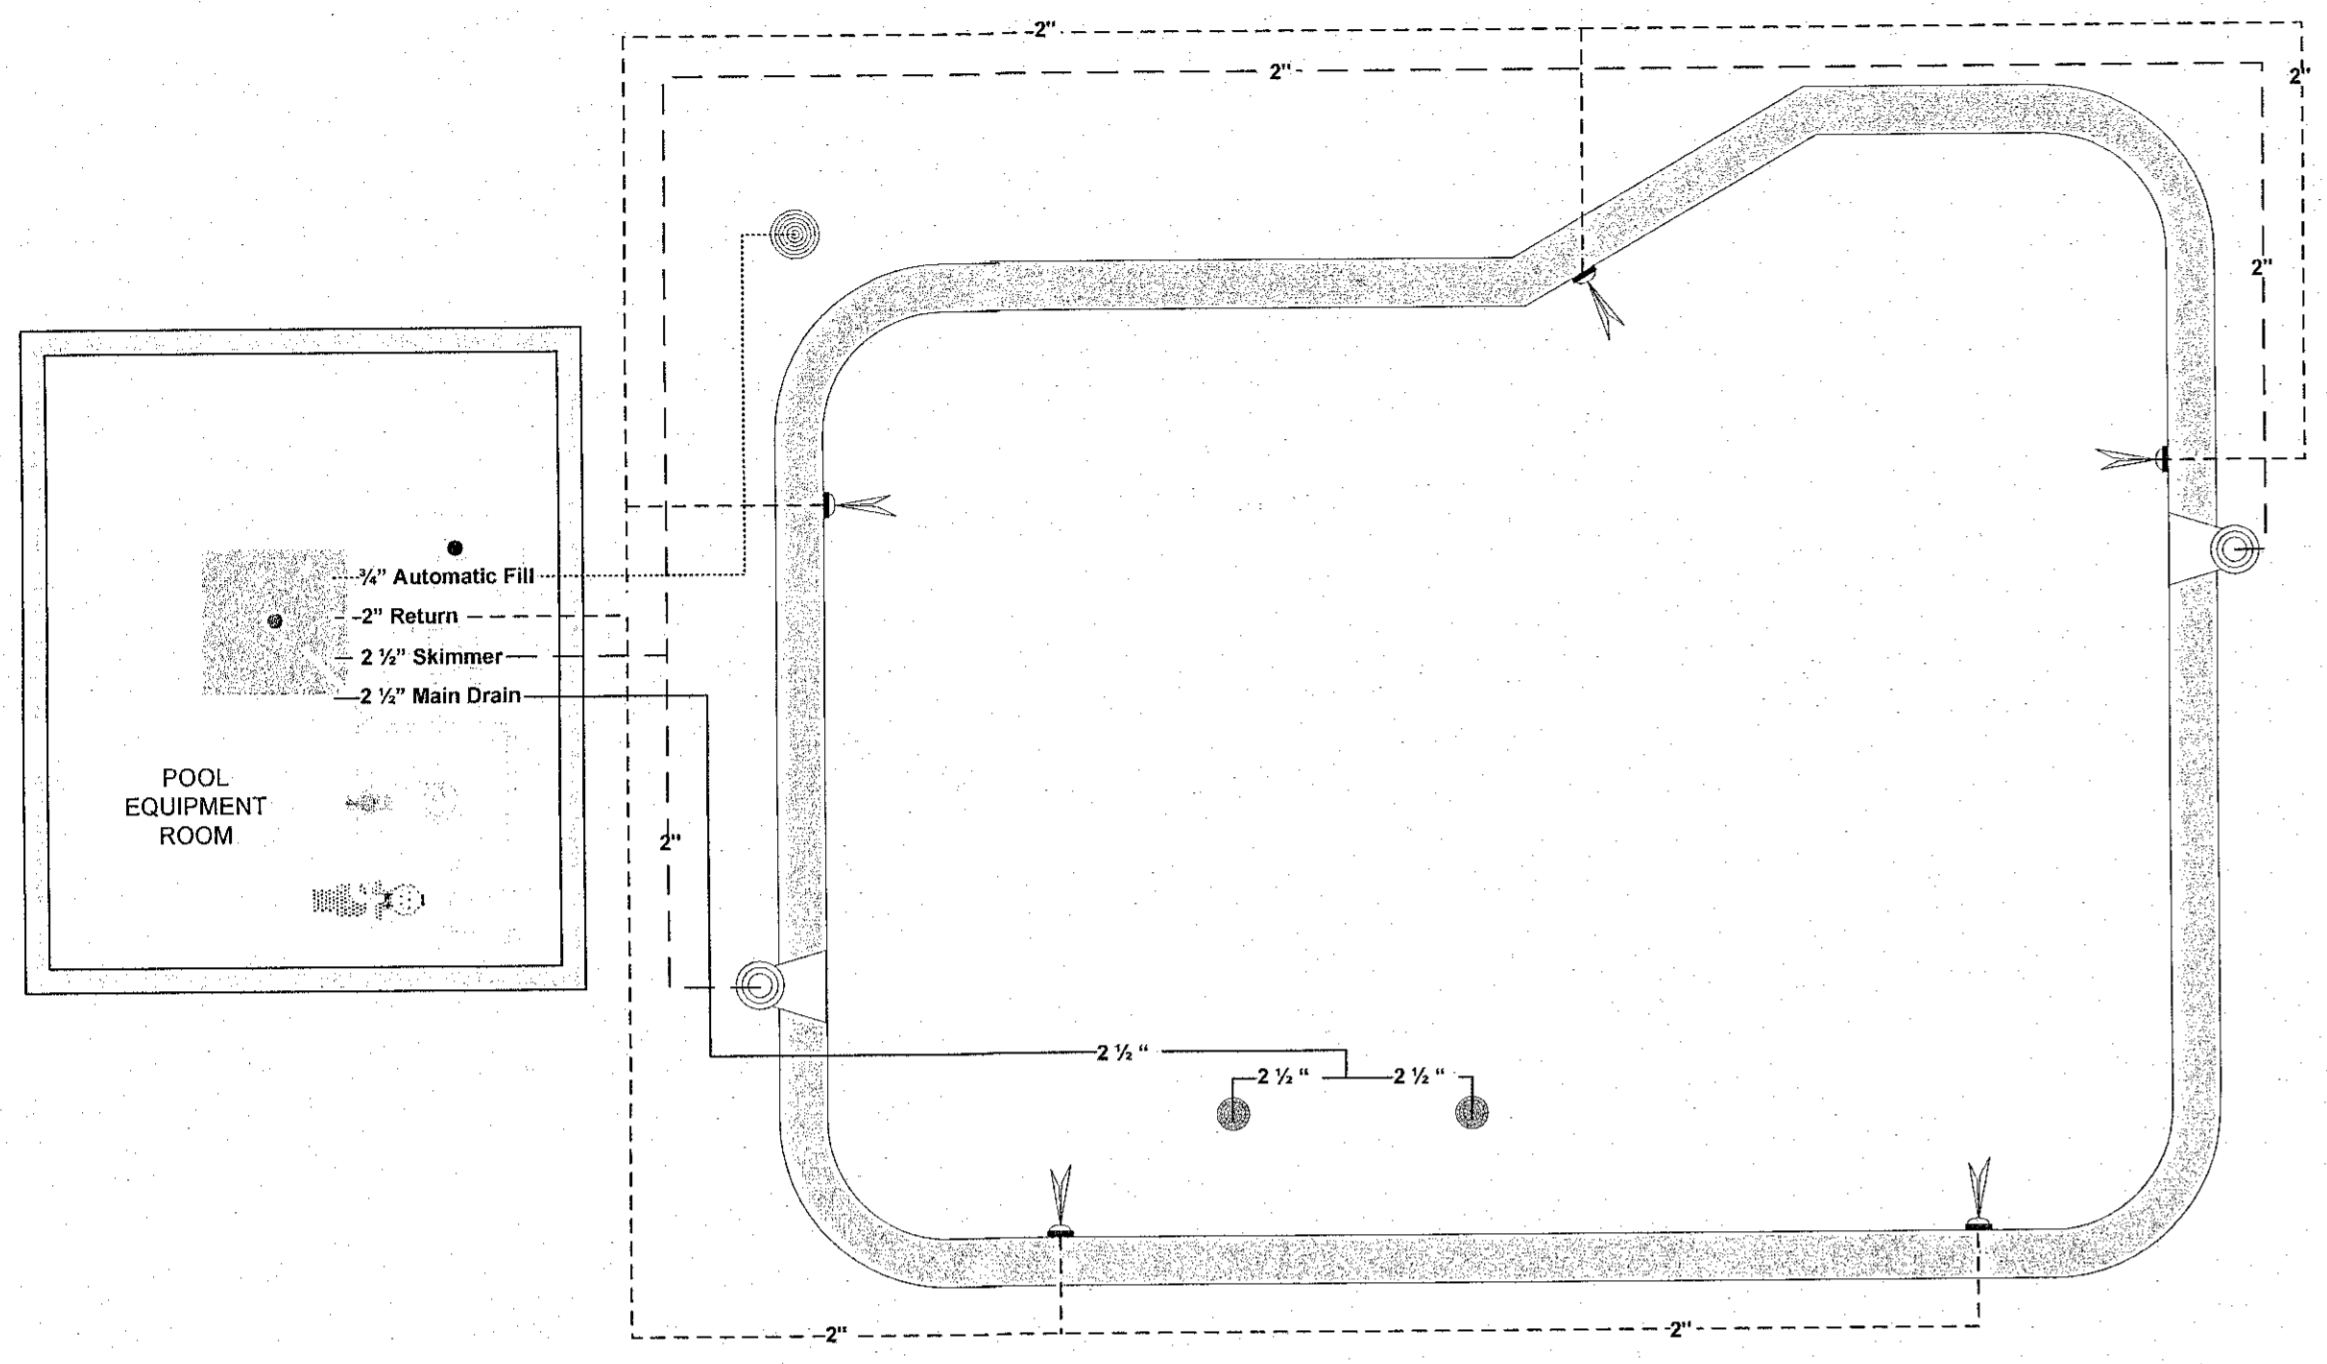 2"
2"
2"
2"
¾” Automatic Fill
2” Return
2 ½” Skimmer
2 ½” Main Drain
POOL
EQUIPMENT
ROOM
2"
2 ½ “
2 ½ “ 2 ½ “
2" 2"